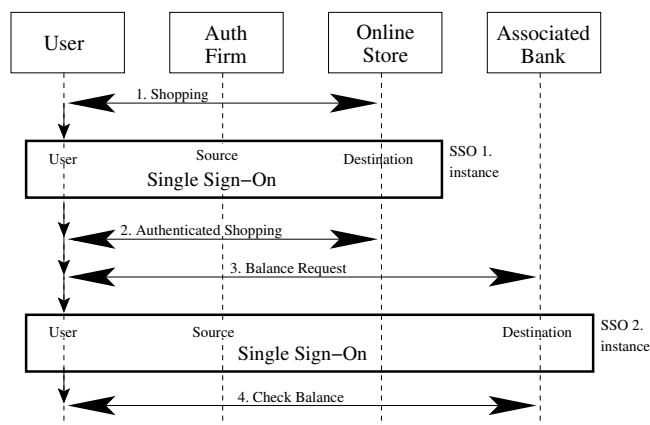 User
Auth
Firm
Online
Store
Associated
Bank
1. Shopping
User
Source
Destination
Single Sign−On
SSO 1.
instance
2. Authenticated Shopping
3. Balance Request
User
Source
Destination
Single Sign−On
SSO 2.
instance
4. Check Balance